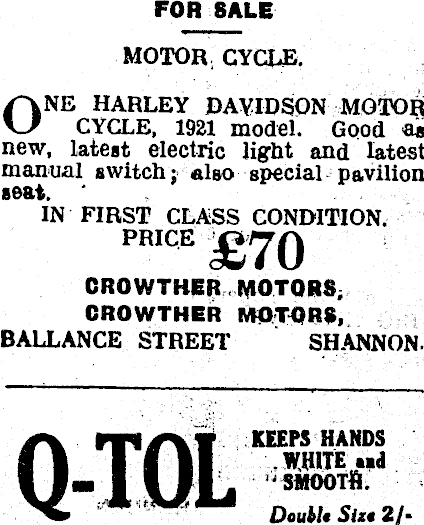 FOR SALE
MOTOR CYCLE.
ONE HARLEY DAVIDSON MOTOR
CYCLE, 1921 model. Good as
new, latest electric light and latest
manual switch; also special pavilion
seat.
IN FIRST CLASS CONDITION.
PRICE £70
CROWTHER MOTORS,
CROWTHER MOTORS,
BALLANCE STREET SHANNON.
Q-TOL
KEEPS HANDS
WHITE and
SMOOTH.
Double Size 2/-